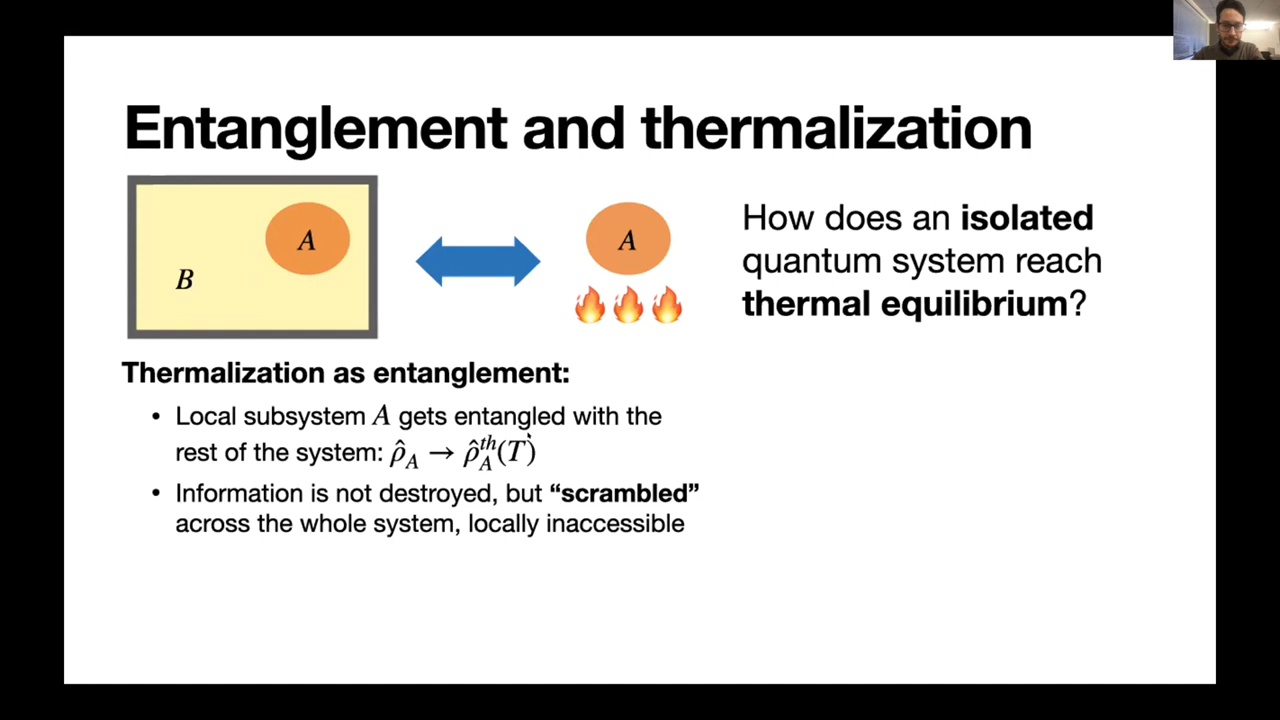 Entanglement and thermalization
A
B
A
How does an isolated
quantum system reach
thermal equilibrium?
Thermalization as entanglement:
• Local subsystem A gets entangled with the
rest of the system: ρ̂_A → ρ̂_A^{th}(T)
• Information is not destroyed, but “scrambled”
across the whole system, locally inaccessible